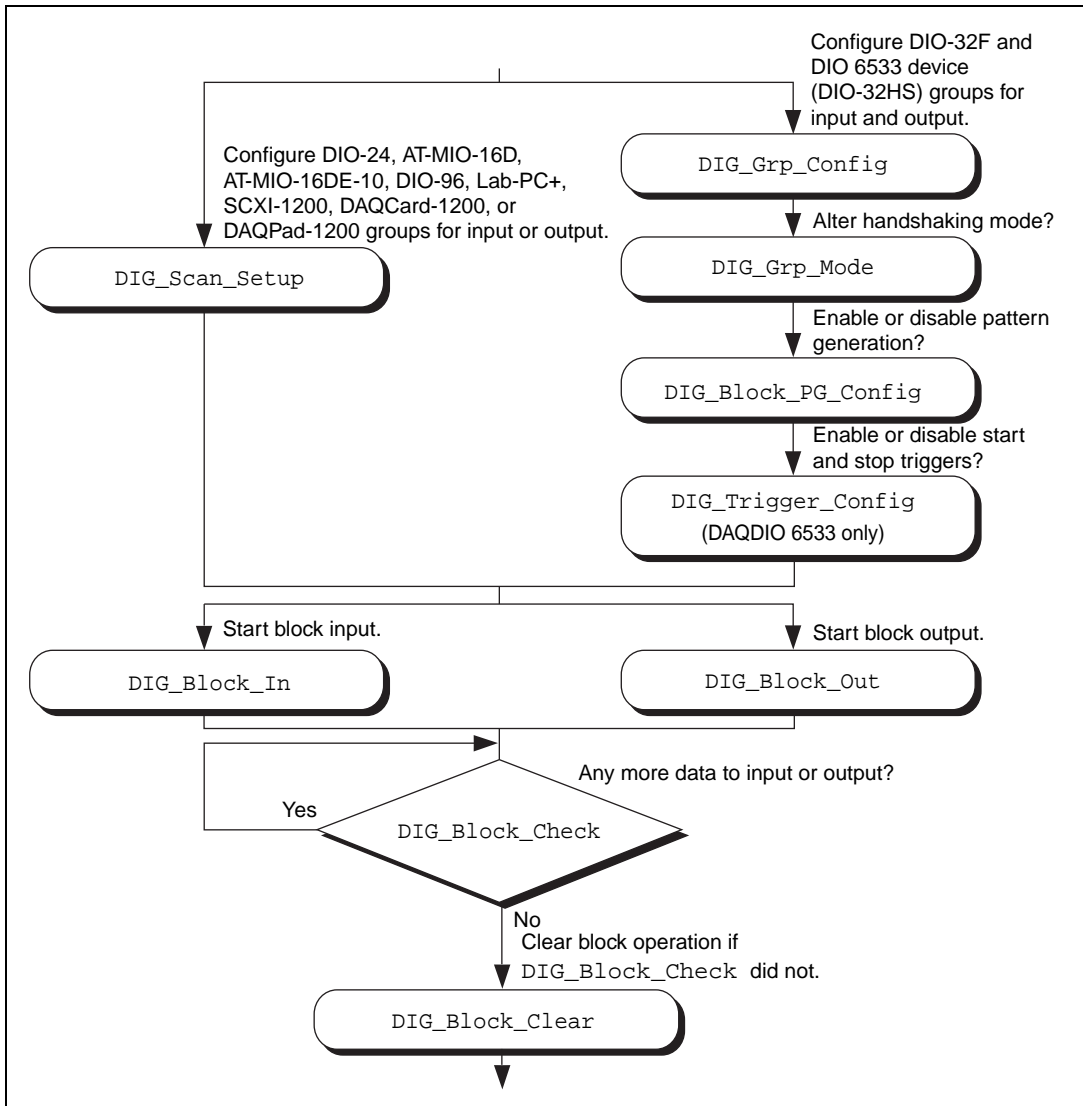 Configure DIO-32F and
DIO 6533 device
(DIO-32HS) groups for
input and output.
DIG_Grp_Config
Configure DIO-24, AT-MIO-16D,
AT-MIO-16DE-10, DIO-96, Lab-PC+,
SCXI-1200, DAQCard-1200, or
DAQPad-1200 groups for input or output.
DIG_Scan_Setup
Alter handshaking mode?
DIG_Grp_Mode
Enable or disable pattern
generation?
DIG_Block_PG_Config
Enable or disable start
and stop triggers?
DIG_Trigger_Config
(DAQDIO 6533 only)
Start block input.
DIG_Block_In
Start block output.
DIG_Block_Out
Any more data to input or output?
Yes
DIG_Block_Check
No
Clear block operation if
DIG_Block_Check did not.
DIG_Block_Clear